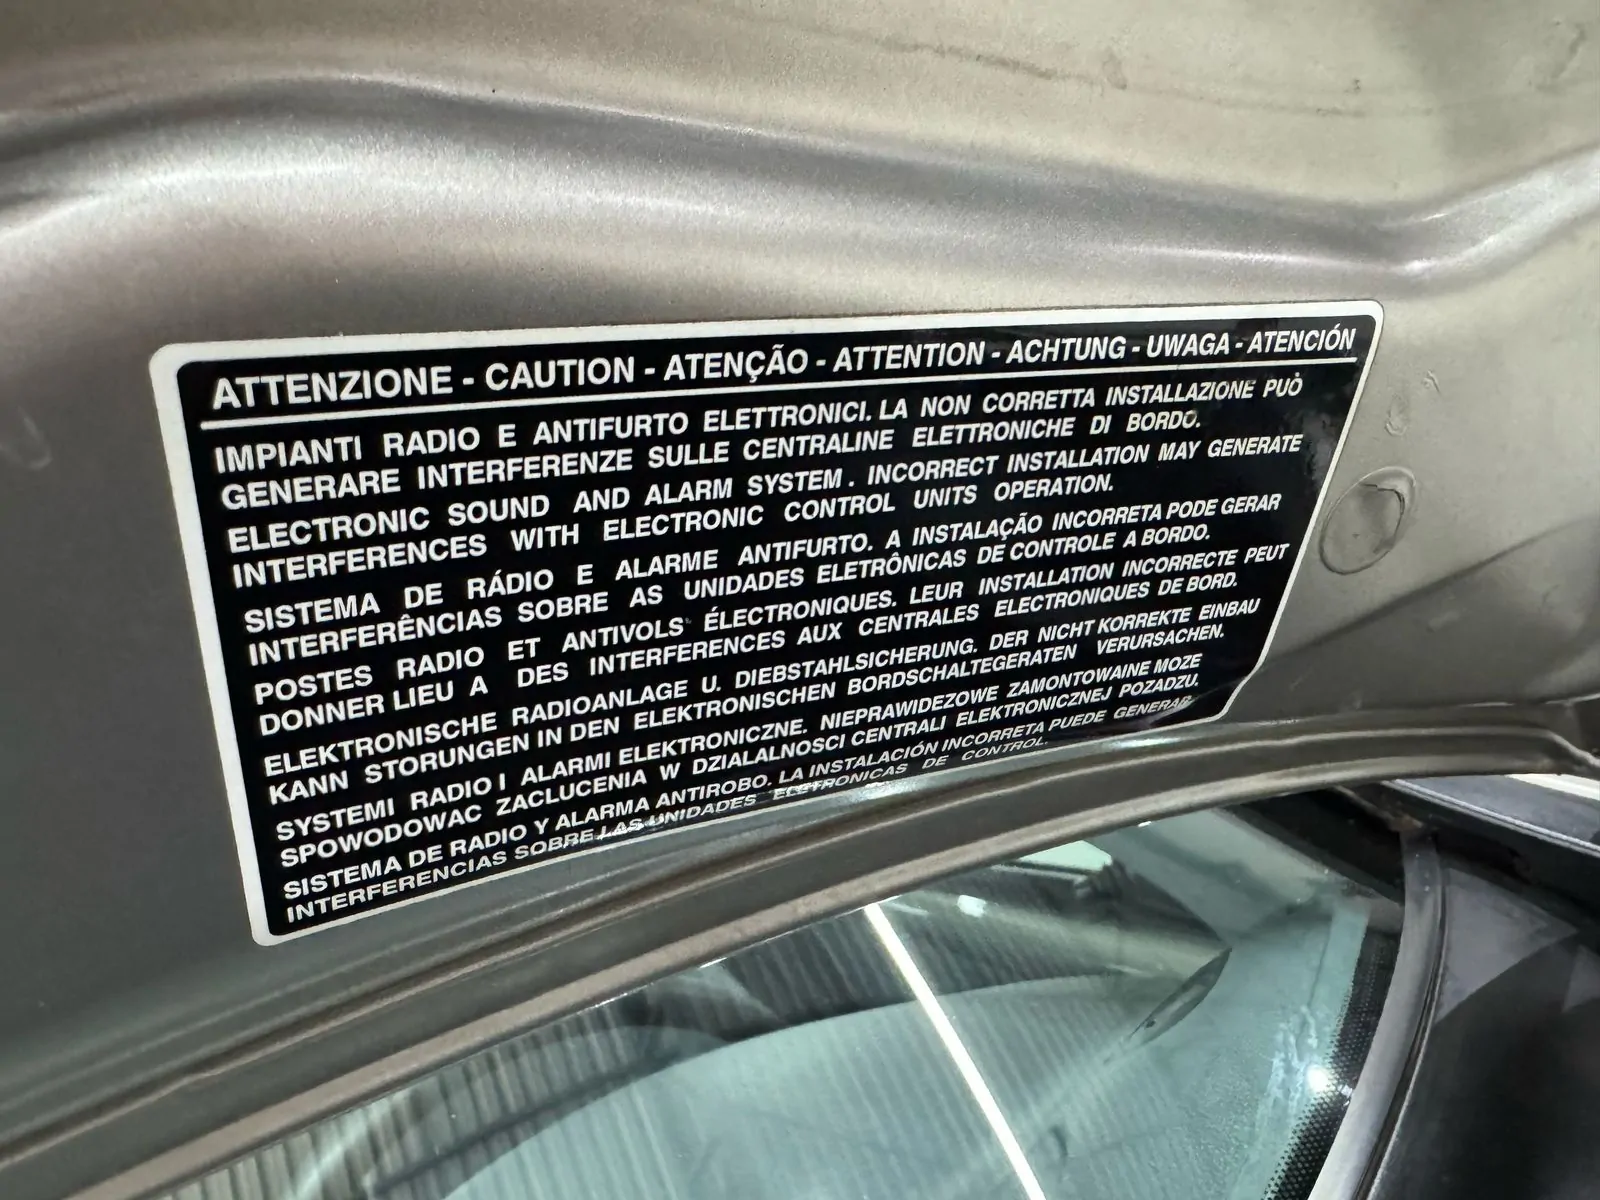 ATTENZIONE - CAUTION - ATENÇÃO - ATTENTION - ACHTUNG - UWAGA - ATENCIÓN
IMPIANTI RADIO E ANTIFURTO ELETTRONICI. LA NON CORRETTA INSTALLAZIONE PUÒ
GENERARE INTERFERENZE SULLE CENTRALINE ELETTRONICHE DI BORDO.
ELECTRONIC SOUND AND ALARM SYSTEM. INCORRECT INSTALLATION MAY GENERATE
INTERFERENCES WITH ELECTRONIC CONTROL UNITS OPERATION.
SISTEMA DE RÁDIO E ALARME ANTIFURTO. A INSTALAÇÃO INCORRETA PODE GERAR
INTERFERÊNCIAS SOBRE AS UNIDADES ELETRÔNICAS DE CONTROLE A BORDO.
POSTES RADIO ET ANTIVOLS ÉLECTRONIQUES. LEUR INSTALLATION INCORRECTE PEUT
DONNER LIEU A DES INTERFERENCES AUX CENTRALES ELECTRONIQUES DE BORD.
ELEKTRONISCHE RADIOANLAGE U. DIEBSTAHLSICHERUNG. DER NICHT KORREKTE EINBAU
KANN STORUNGEN IN DEN ELEKTRONISCHEN BORDSCHALTEGERATEN VERURSACHEN.
SYSTEMI RADIO I ALARMI ELEKTRONICZNE. NIEPRAWIDEZOWE ZAMONTOWAINE MOZE
SPOWODOWAC ZACLUCENIA W DZIALALNOSCI CENTRALI ELEKTRONICZNEJ POZADZU.
SISTEMA DE RADIO Y ALARMA ANTIROBO. LA INSTALACIÓN INCORRETA PUEDE GENERAR
INTERFERENCIAS SOBRE LAS UNIDADES ELETRONICAS DE CONTROL.